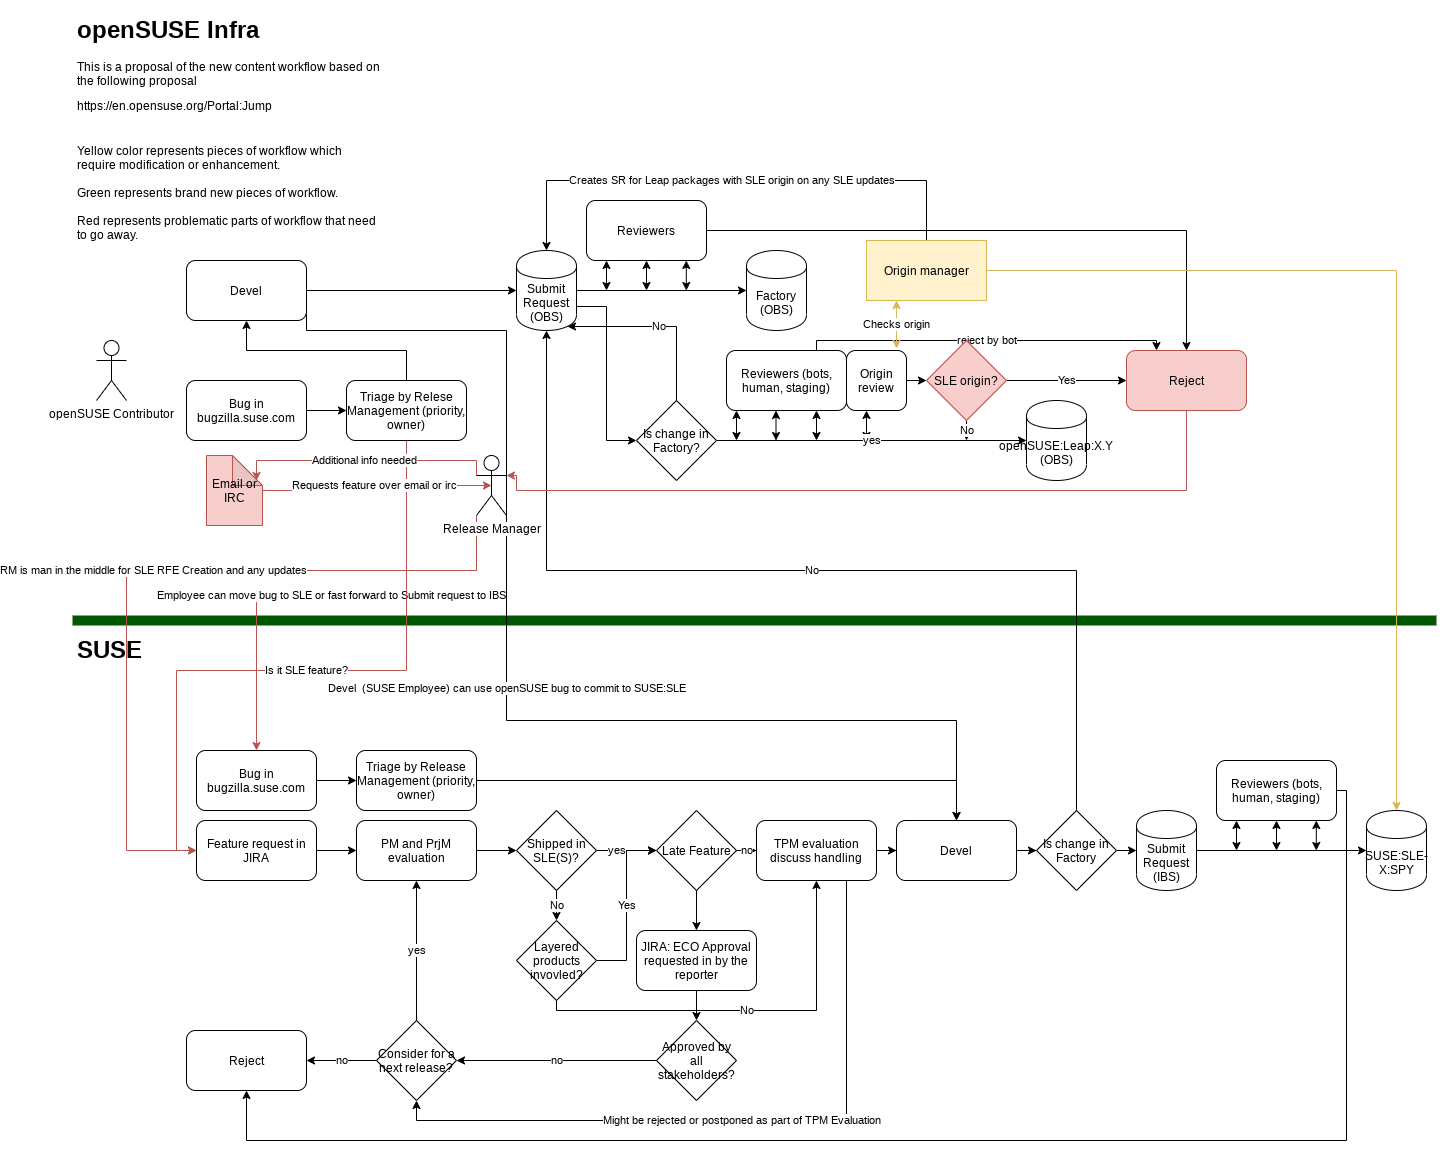 openSUSE Infra
This is a proposal of the new content workflow based on
the following proposal
https://en.opensuse.org/Portal:Jump
Yellow color represents pieces of workflow which
require modification or enhancement.
Green represents brand new pieces of workflow.
Red represents problematic parts of workflow that need
to go away.
Creates SR for Leap packages with SLE origin on any SLE updates
Reviewers
Origin manager
Devel
Submit
Request
(OBS)
Factory
(OBS)
No
Checks origin
reject by bot
openSUSE Contributor
Bug in
bugzilla.suse.com
Triage by Relese
Management (priority,
owner)
Reviewers (bots,
human, staging)
Origin
review
SLE origin?
Yes
Reject
Is change in
Factory?
yes
No
openSUSE:Leap:X.Y
(OBS)
Additional info needed
Email or
IRC
Requests feature over email or irc
Release Manager
RM is man in the middle for SLE RFE Creation and any updates
No
Employee can move bug to SLE or fast forward to Submit request to IBS
SUSE
Is it SLE feature?
Devel  (SUSE Employee) can use openSUSE bug to commit to SUSE:SLE
Bug in
bugzilla.suse.com
Triage by Release
Management (priority,
owner)
Reviewers (bots,
human, staging)
Feature request in
JIRA
PM and PrjM
evaluation
Shipped in
SLE(S)?
yes
Late Feature
no
TPM evaluation
discuss handling
Devel
Is change in
Factory
Submit
Request
(IBS)
SUSE:SLE-
X:SPY
No
Yes
Layered
products
invovled?
JIRA: ECO Approval
requested in by the
reporter
yes
No
Reject
no
Consider for a
next release?
no
Approved by
all
stakeholders?
Might be rejected or postponed as part of TPM Evaluation